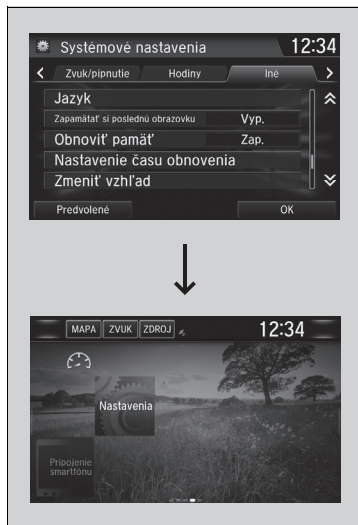 Systémové nastavenia 12:34
Zvuk/pípnutie Hodiny Iné
Jazyk
Zapamätať si poslednú obrazovku Vyp.
Obnoviť pamäť Zap.
Nastavenie času obnovenia
Zmeniť vzhľad
Predvolené OK
MAPA ZVUK ZDROJ 12:34
Nastavenia
Pripojenie
smartfónu